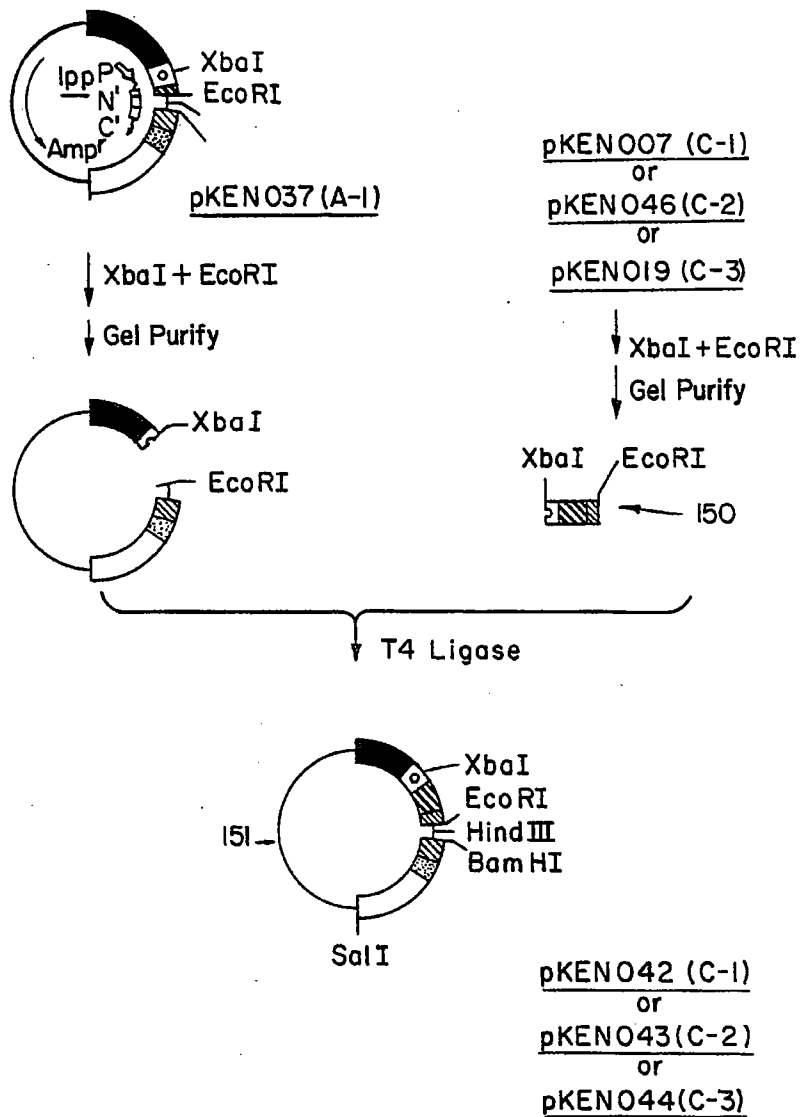 XbaI
lpp P
EcoRI
N'
C'
Ampr
pKEN037(A-1)
pKEN007 (C-1)
or
pKEN046(C-2)
or
pKEN019 (C-3)
XbaI+EcoRI
Gel Purify
XbaI+EcoRI
Gel Purify
XbaI
EcoRI
XbaI
EcoRI
150
T4 Ligase
XbaI
EcoRI
HindIII
BamHI
151
SalI
pKEN042 (C-1)
or
pKEN043(C-2)
or
pKEN044(C-3)